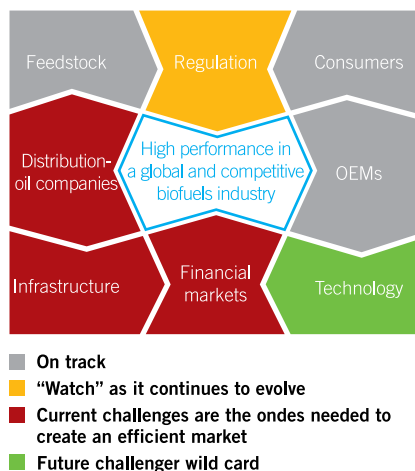 Feedstock
Regulation
Consumers
Distribution-
oil companies
High performance in
a global and competitive
biofuels industry
OEMs
Infrastructure
Financial
markets
Technology
On track
“Watch” as it continues to evolve
Current challenges are the ondes needed to
create an efficient market
Future challenger wild card